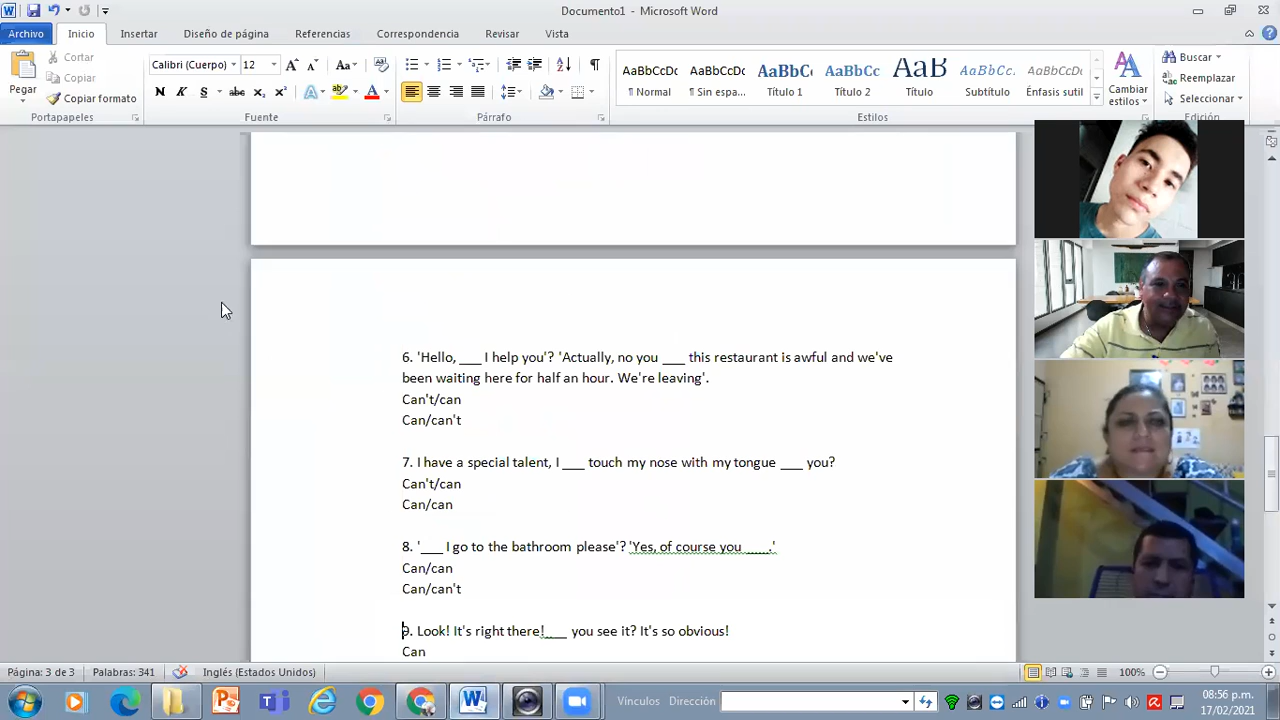 Documento1 - Microsoft Word
Archivo Inicio Insertar Diseño de página Referencias Correspondencia Revisar Vista
Pegar
Cortar
Copiar
Copiar formato
Portapapeles
Calibri (Cuerpo) 12
Fuente
Párrafo
AaBbCcDc AaBbCcDc AaBbC AaBbCc AaB AaBbCc. AaBbCcDc
¶ Normal ¶ Sin espa... Título 1 Título 2 Título Subtítulo Énfasis sutil
Estilos
Cambiar estilos
Buscar
Reemplazar
Seleccionar
Edición
6. 'Hello, ___ I help you'? 'Actually, no you ___ this restaurant is awful and we've
been waiting here for half an hour. We're leaving'.
Can't/can
Can/can't
7. I have a special talent, I ___ touch my nose with my tongue ___ you?
Can't/can
Can/can
8. '___ I go to the bathroom please'? 'Yes, of course you ___.'
Can/can
Can/can't
9. Look! It's right there!___ you see it? It's so obvious!
Can
Página: 3 de 3 Palabras: 341 Inglés (Estados Unidos) 100%
Vínculos Dirección
08:56 p.m.
17/02/2021